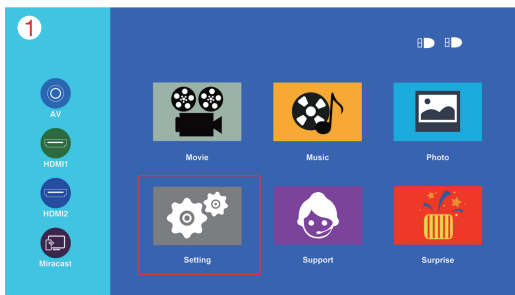 1
AV
HDMI1
HDMI2
Miracast
Movie
Music
Photo
Setting
Support
Surprise